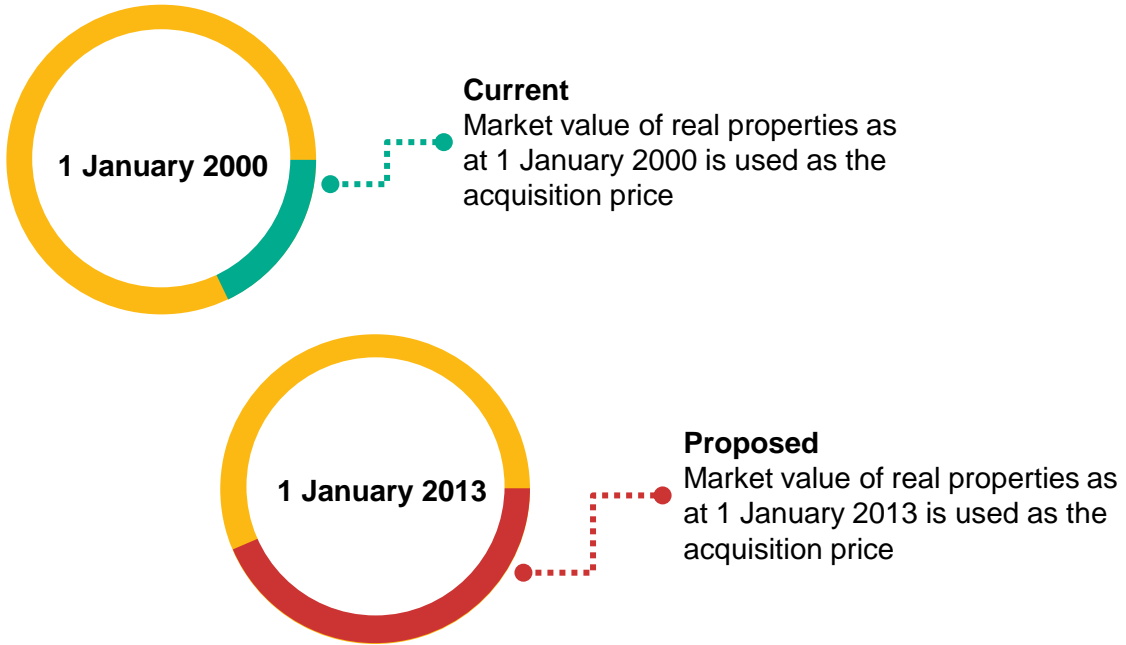 1 January 2000
Current
Market value of real properties as
at 1 January 2000 is used as the
acquisition price
1 January 2013
Proposed
Market value of real properties as
at 1 January 2013 is used as the
acquisition price